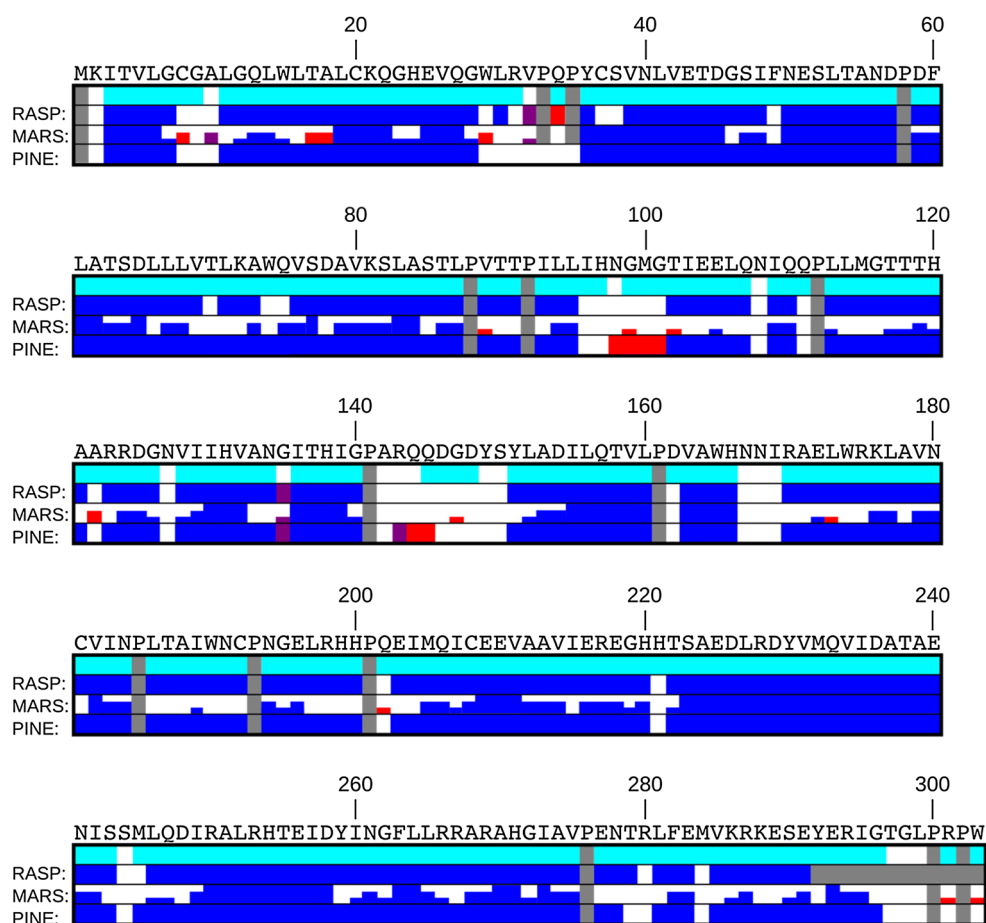 20 40 60
MKITVLGCGALGQLWLTALCKQGHEVQGWLRVPQPYCSVNLVETDGSIFNESLTANDPDF
RASP:
MARS:
PINE:
80 100 120
LATSDLLLVTLKAWQVSDAVKSLASTLPVTTPILLIHNGMGTIEELQNIQQPLLMGTTTH
RASP:
MARS:
PINE:
140 160 180
AARRDGNVIIHVANGITHIGPARQQDGDYSYLADILQTVLPDVAWHNNIRAELWRKLAVN
RASP:
MARS:
PINE:
200 220 240
CVINPLTAIWNCPNGELRHHPQEIMQICEEVAAVIEREGHHTSAEDLRDYVMQVIDATAE
RASP:
MARS:
PINE:
260 280 300
NISSMLQDIRALRHTEIDYINGFLLRRARAHGIAVPENTRLFEMVKRKESEYERIGTGLPRPW
RASP:
MARS:
PINE: